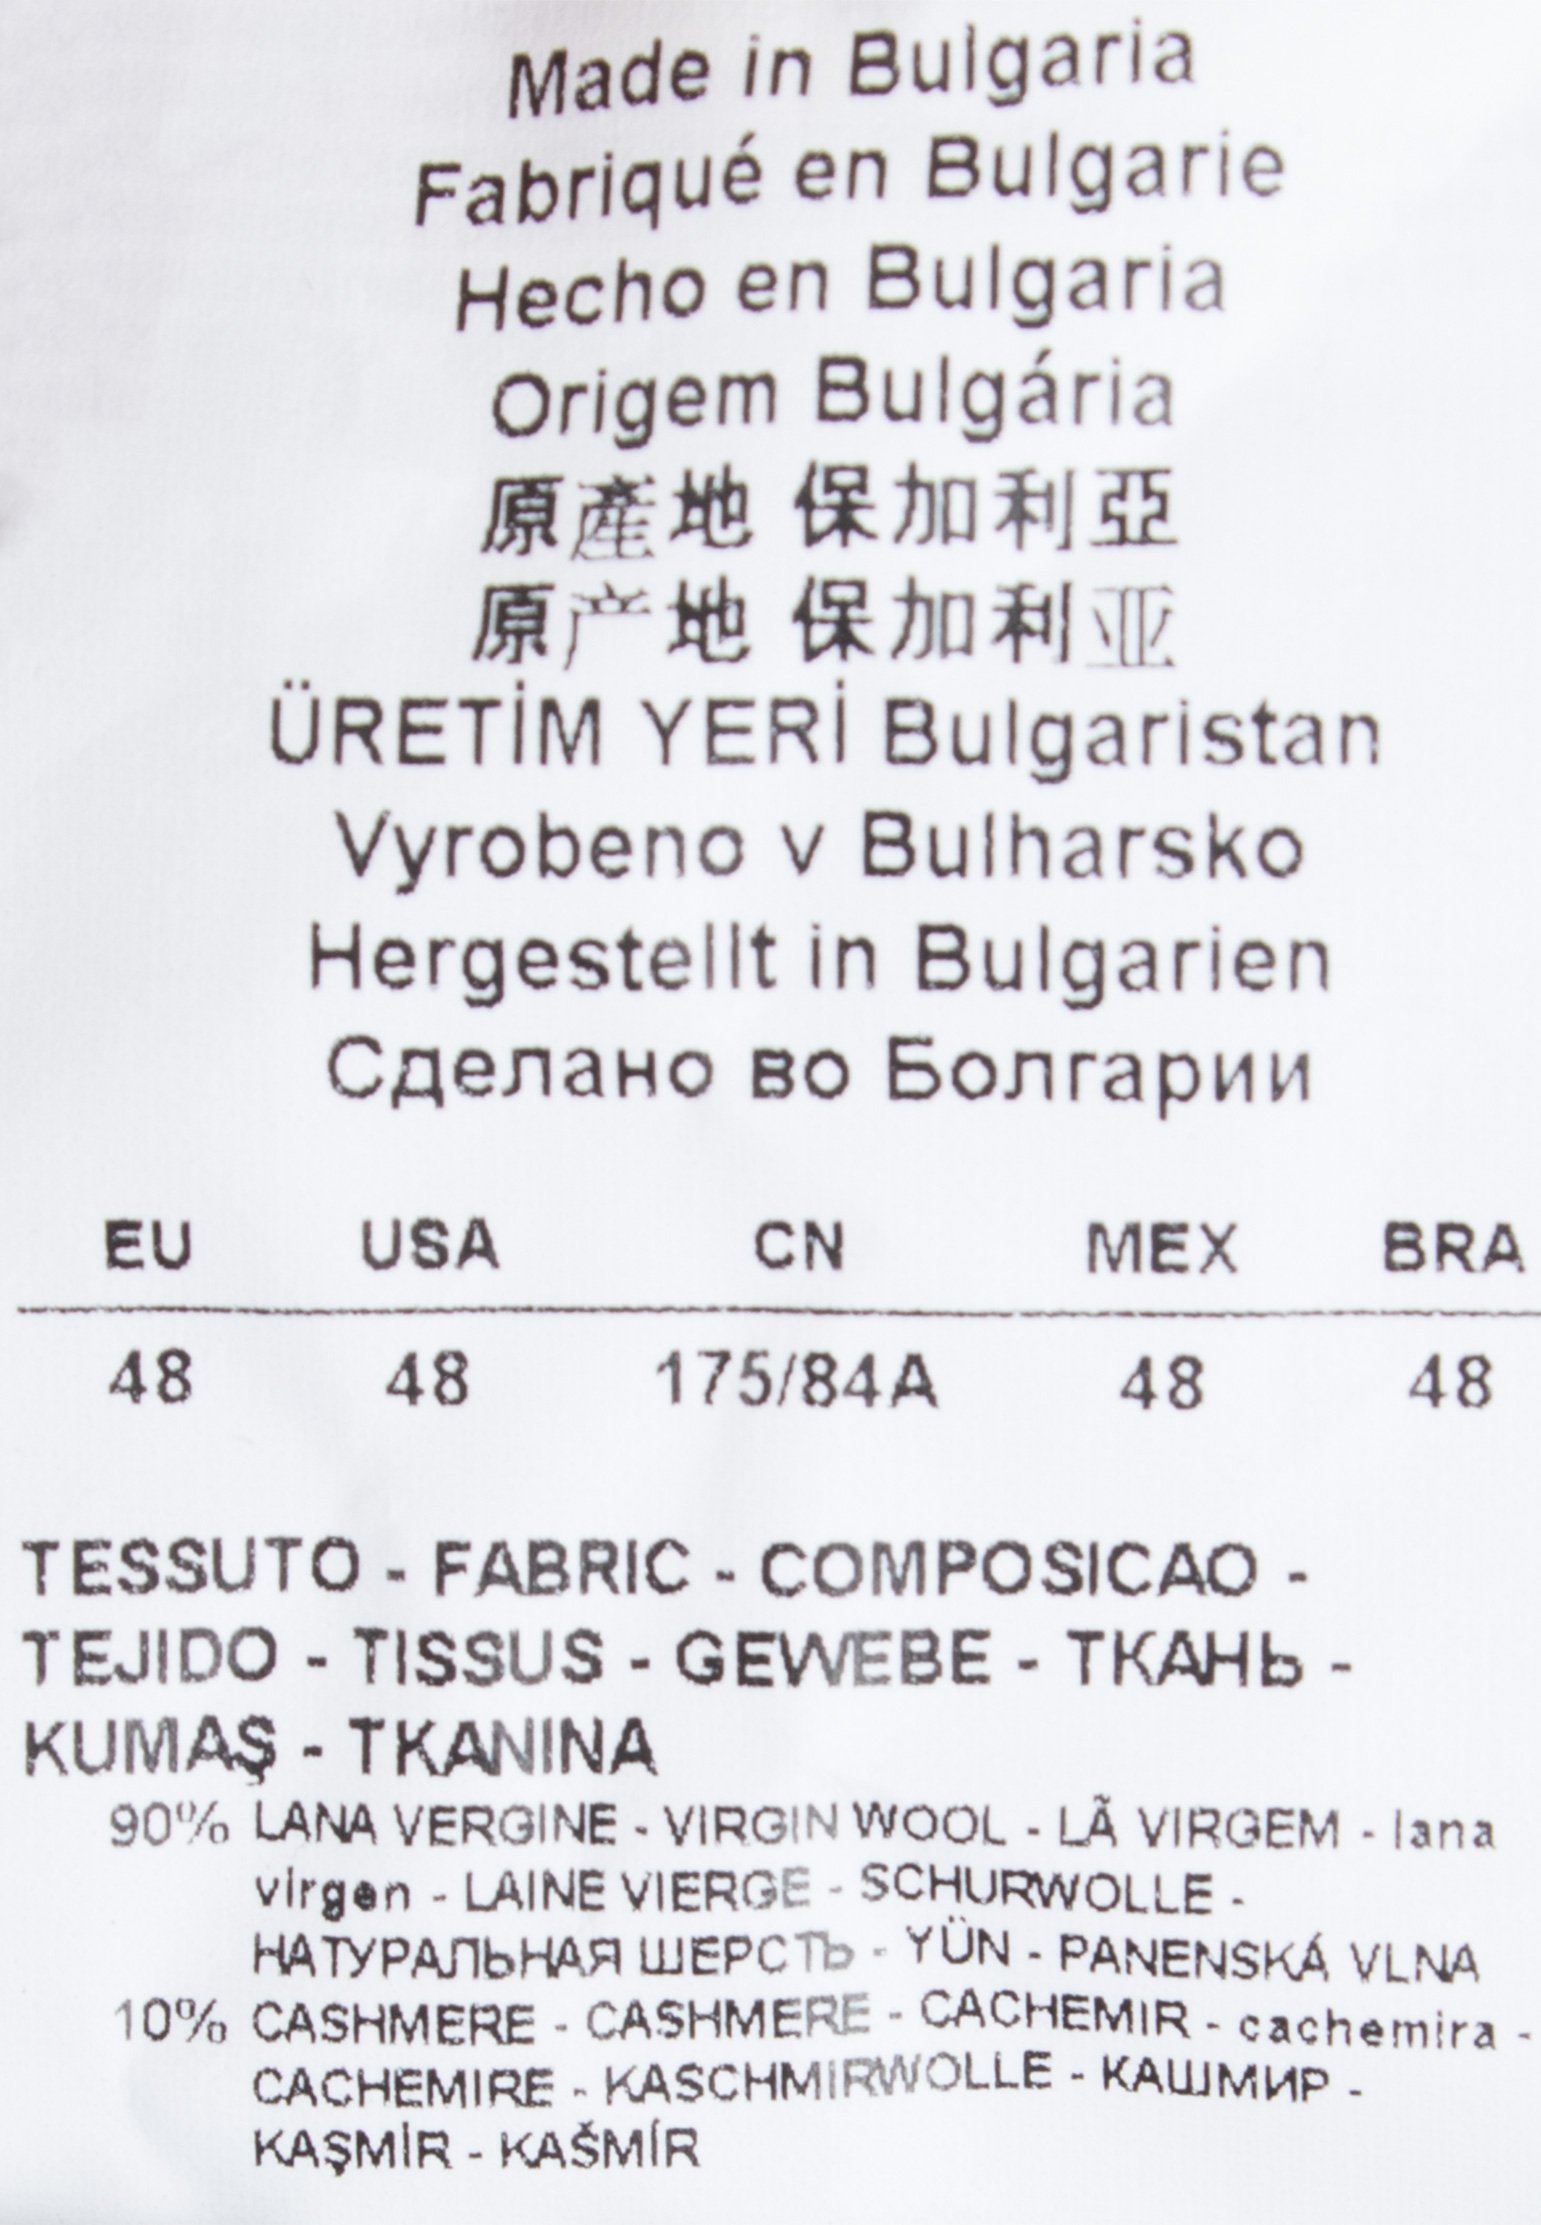 Made in Bulgaria
Fabriqué en Bulgarie
Hecho en Bulgaria
Origem Bulgária
原產地 保加利亞
原产地 保加利亚
ÜRETİM YERİ Bulgaristan
Vyrobeno v Bulharsko
Hergestellt in Bulgarien
Сделано во Болгарии
EU USA CN MEX BRA
48 48 175/84A 48 48
TESSUTO - FABRIC - COMPOSICAO -
TEJIDO - TISSUS - GEWEBE - ТКАНЬ -
KUMAŞ - TKANINA
90% LANA VERGINE - VIRGIN WOOL - LÃ VIRGEM - lana
virgen - LAINE VIERGE - SCHURWOLLE -
НАТУРАЛЬНАЯ ШЕРСТЬ - YÜN - PANENSKÁ VLNA
10% CASHMERE - CASHMERE - CACHEMIR - cachemira -
CACHEMIRE - KASCHMIRWOLLE - КАШМИР -
KAŞMİR - KAŠMÍR